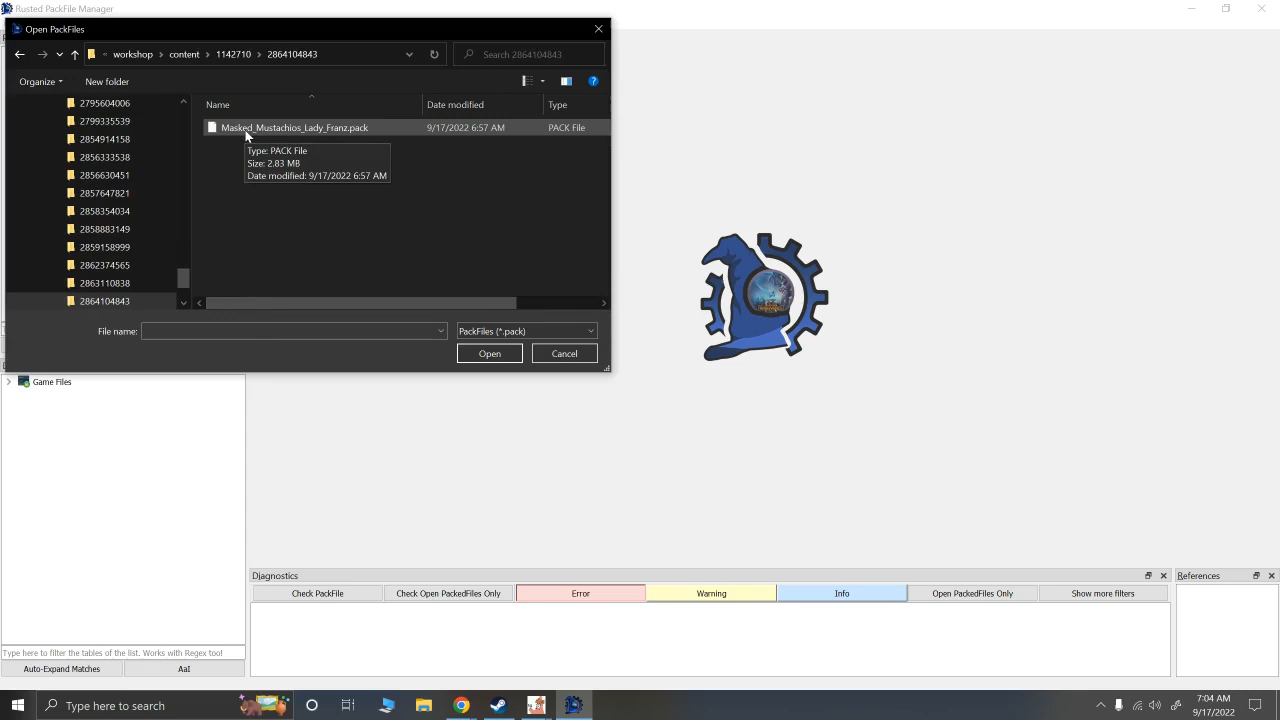 Rusted PackFile Manager
Open PackFiles
« workshop > content > 1142710 > 2864104843
Search 2864104843
Organize
New folder
Name
Date modified
Type
2795604006
2799335539
2854914158
2856333538
2856630451
2857647821
2858354034
2858883149
2859158999
2862374565
2863110838
2864104843
Masked_Mustachios_Lady_Franz.pack
9/17/2022 6:57 AM
PACK File
Type: PACK File
Size: 2.83 MB
Date modified: 9/17/2022 6:57 AM
File name:
PackFiles (*.pack)
Open
Cancel
Game Files
Diagnostics
References
Check PackFile
Check Open PackedFiles Only
Error
Warning
Info
Open PackedFiles Only
Show more filters
Type here to filter the tables of the list. Works with Regex too!
Auto-Expand Matches
AaI
Type here to search
7:04 AM
9/17/2022